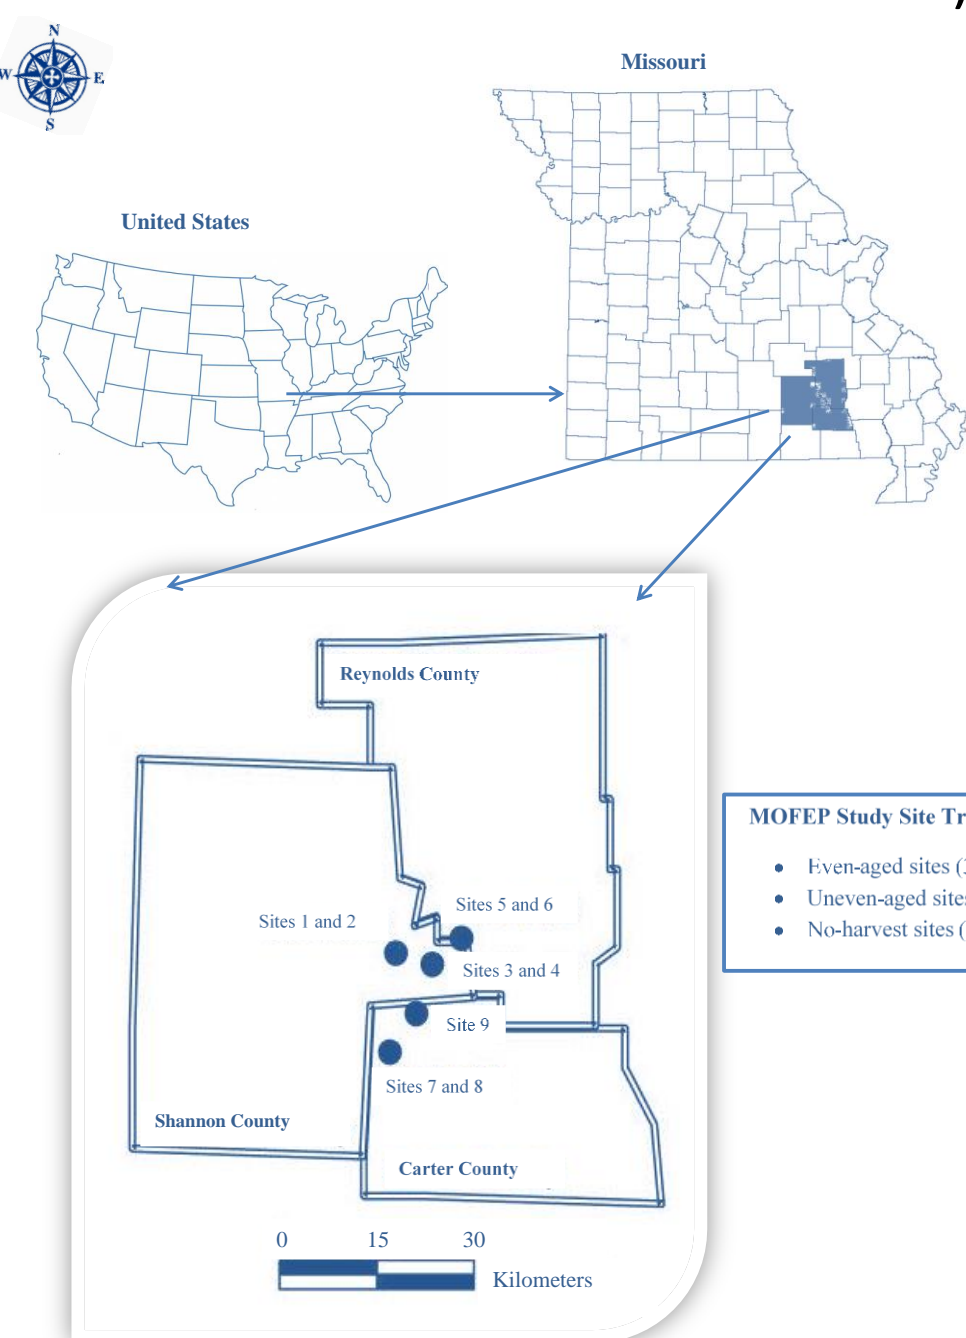 N
W E
S
Missouri
United States
Reynolds County
MOFEP Study Site Tr
• Even-aged sites (
• Uneven-aged sites
• No-harvest sites (
Sites 5 and 6
Sites 1 and 2
Sites 3 and 4
Site 9
Sites 7 and 8
Shannon County
Carter County
0 15 30
Kilometers